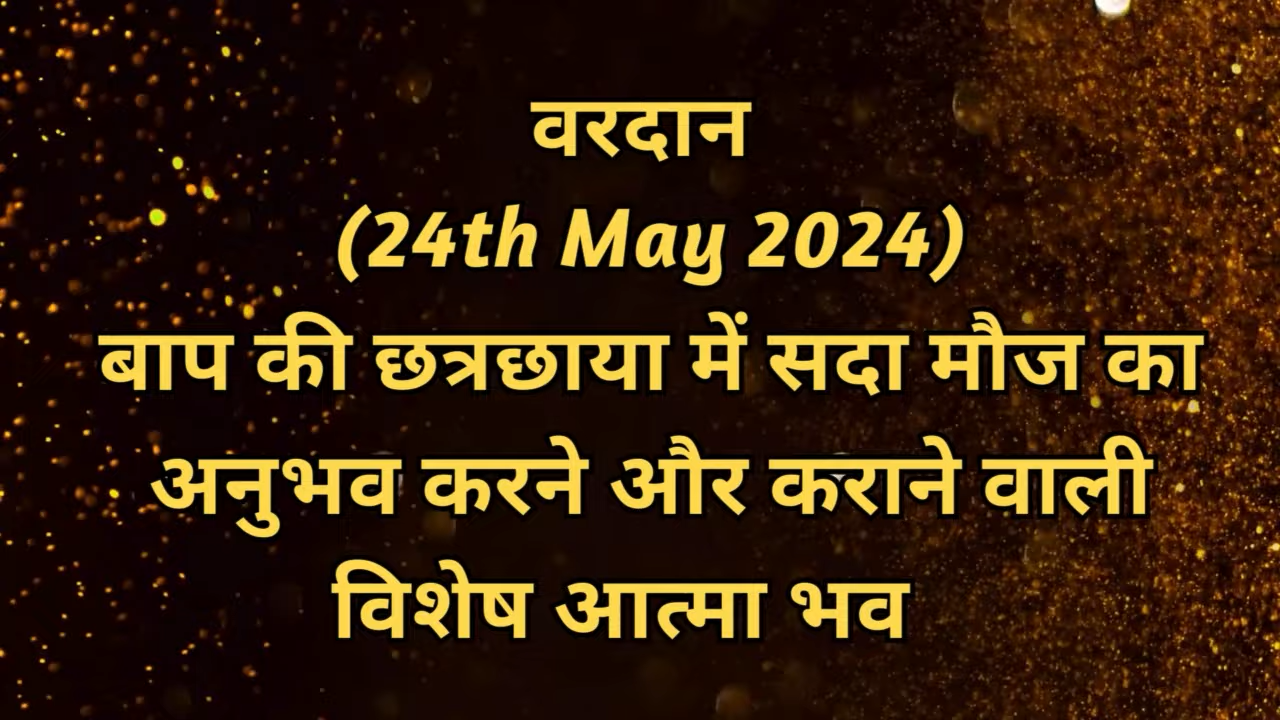 वरदान
(24th May 2024)
बाप की छत्रछाया में सदा मौज का
अनुभव करने और कराने वाली
विशेष आत्मा भव